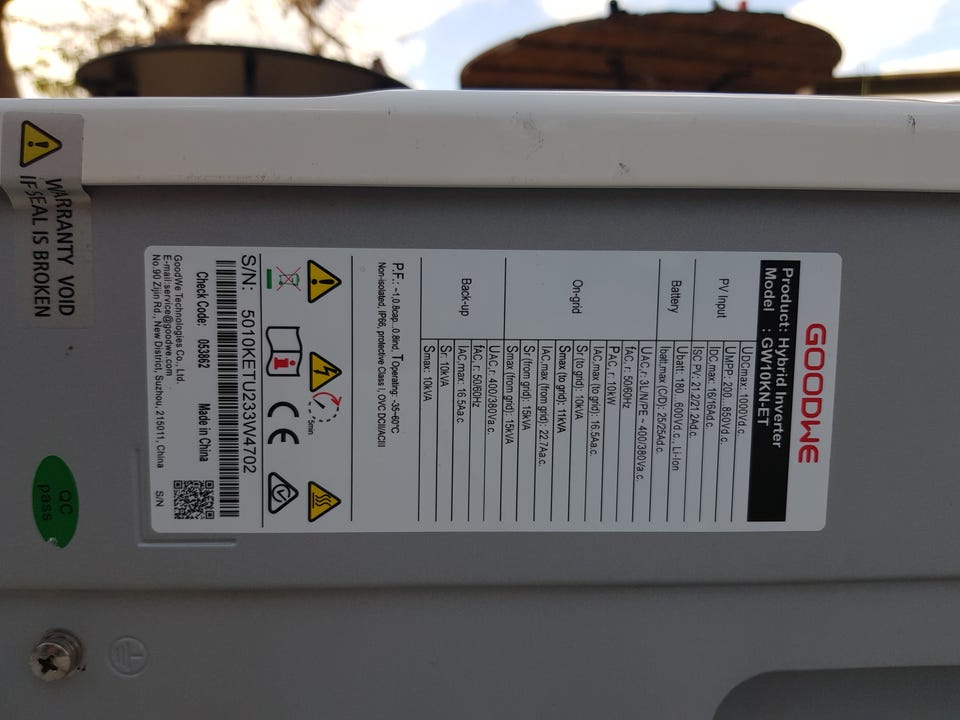 GOODWE
Product: Hybrid Inverter
Model : GW10KN-ET
PV Input
UDCmax: 1000Vd.c.
UMPP: 200...850Vd.c.
IDC,max: 16/16Ad.c.
ISC PV: 21.2/21.2Ad.c.
Battery
Ubatt: 180...600Vd.c., Li-Ion
Ibatt,max (C/D): 25/25Ad.c.
On-grid
UAC,r: 3L/N/PE ~ 400/380Va.c.
fAC,r: 50/60Hz
PAC,r: 10kW
IAC,max (to grid): 16.5Aa.c.
Sr (to grid): 10kVA
Smax (to grid): 11kVA
IAC,max (from grid): 22.7Aa.c.
Sr (from grid): 15kVA
Smax (from grid): 15kVA
Back-up
UAC,r: 400/380Va.c.
fAC,r: 50/60Hz
IAC,max: 16.5Aa.c.
Sr: 10kVA
Smax: 10kVA
P.F.: ~1,0.8cap...0.8ind, TOperating: -35~60°C
Non-isolated, IP66, protective Class I, OVC DCII/ACIII
5min
CE
S/N: 5010KETU233W4702
Check Code: 053862 Made in China
GoodWe Technologies Co., Ltd.
E-mail:service@goodwe.com
No.90 Zijin Rd., New District, Suzhou, 215011, China
S/N
WARRANTY VOID
IF SEAL IS BROKEN
QC
pass